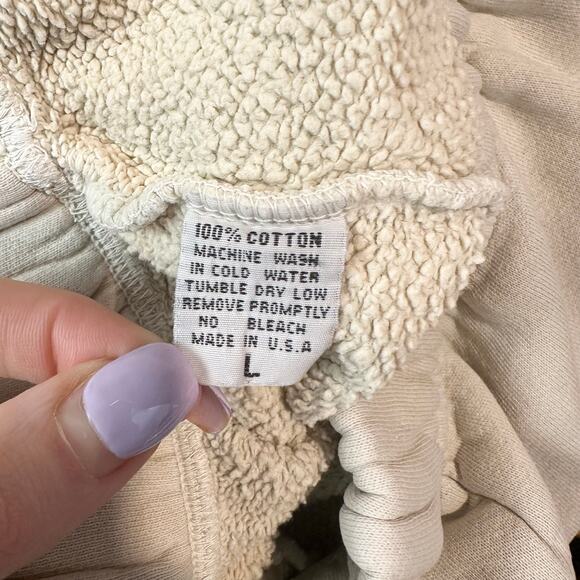 100% COTTON
MACHINE WASH
IN COLD WATER
TUMBLE DRY LOW
REMOVE PROMPTLY
NO BLEACH
MADE IN U.S.A
L